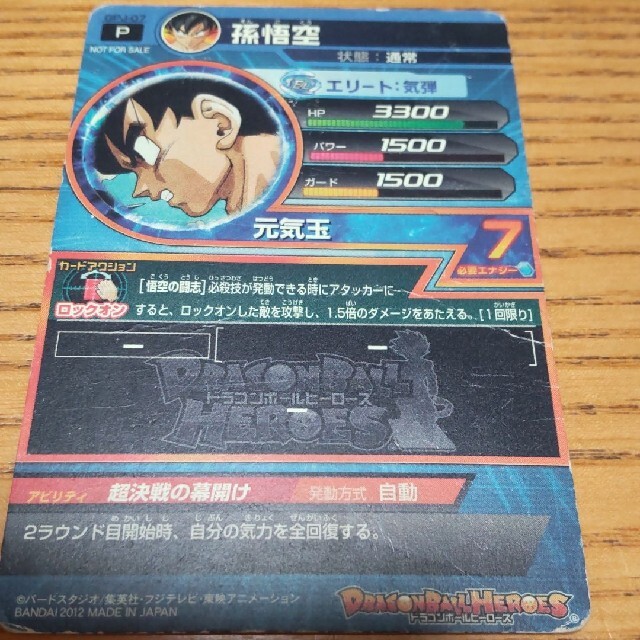 P
NOT FOR SALE
そん ご くう
孫悟空
状態：通常
エリート：気弾
HP 3300
パワー 1500
ガード 1500
元気玉
7
必要エナジー
カードアクション
ロックオン
[悟空の闘志]必殺技が発動できる時にアタッカーに
すると、ロックオンした敵を攻撃し、1.5倍のダメージをあたえる。[1回限り]
DRAGONBALL
ドラゴンボールヒーローズ
HEROES
アビリティ 超決戦の幕開け 発動方式 自動
2ラウンド目開始時、自分の気力を全回復する。
©バードスタジオ/集英社・フジテレビ・東映アニメーション
BANDAI 2012 MADE IN JAPAN
DRAGONBALL HEROES
ドラゴンボールヒーローズ